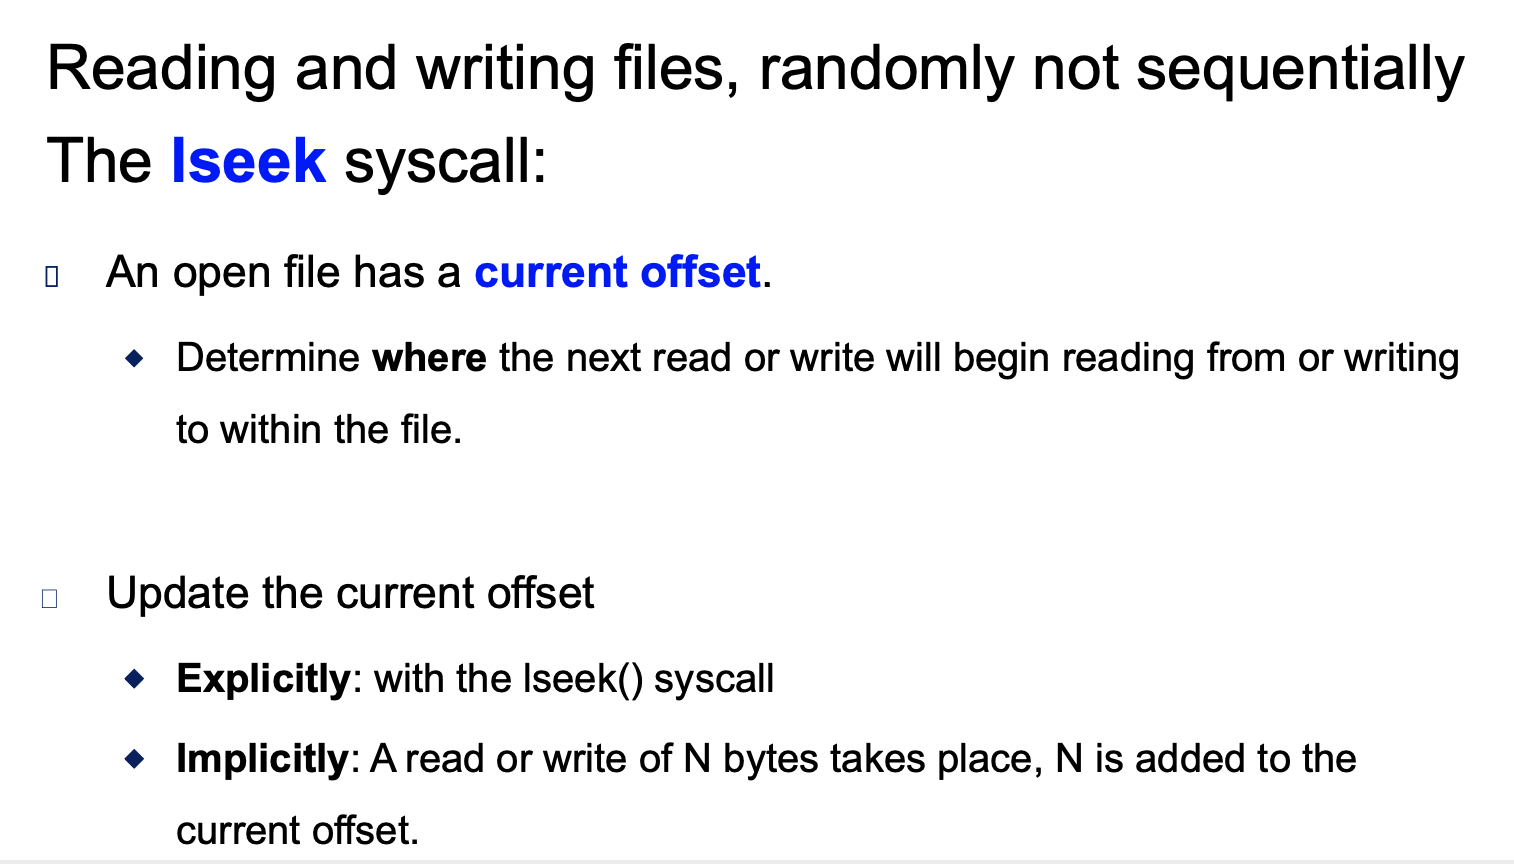 Reading and writing files, randomly not sequentially
The lseek syscall:
An open file has a current offset.
Determine where the next read or write will begin reading from or writing
to within the file.
Update the current offset
Explicitly: with the lseek() syscall
Implicitly: A read or write of N bytes takes place, N is added to the
current offset.